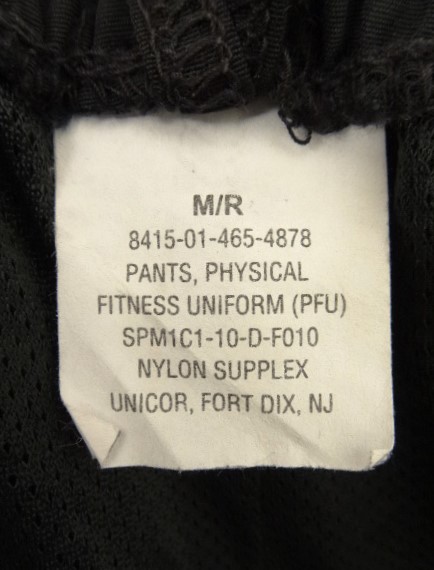 M/R
8415-01-465-4878
PANTS, PHYSICAL
FITNESS UNIFORM (PFU)
SPM1C1-10-D-F010
NYLON SUPPLEX
UNICOR, FORT DIX, NJ